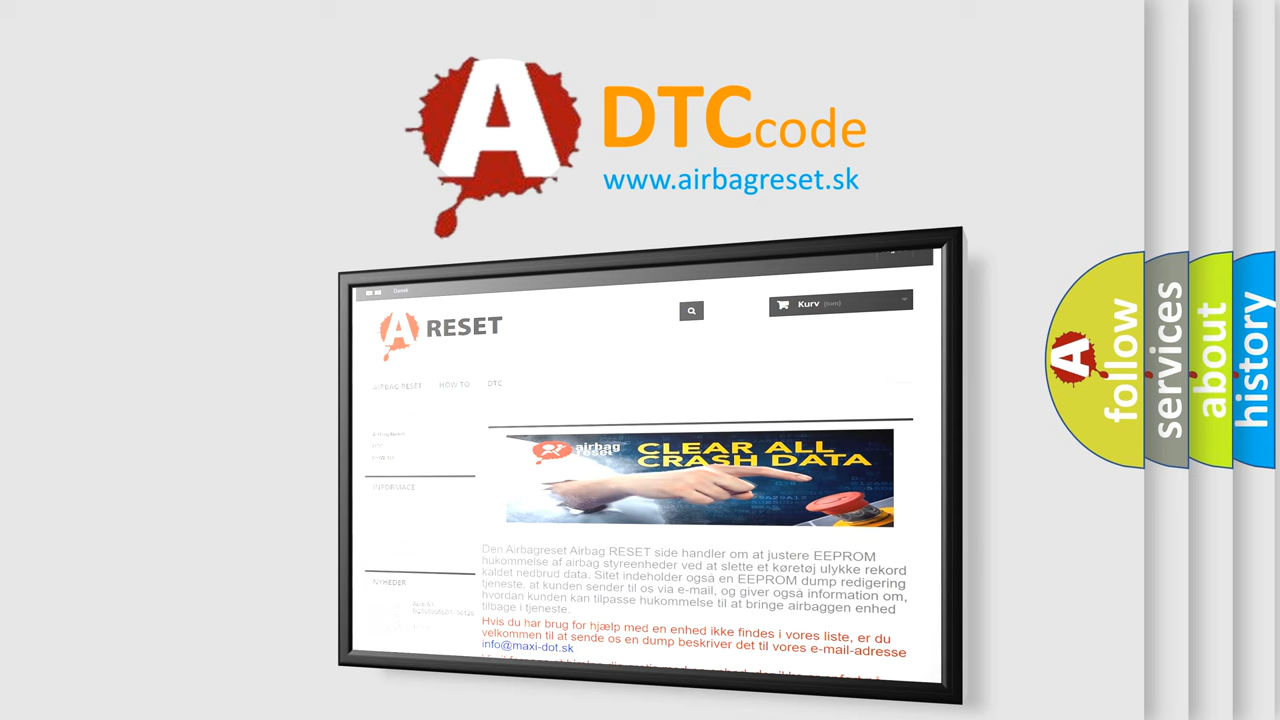 A
DTC code
www.airbagreset.sk
Dansk
A RESET
Kurv (tom)
AIRBAG RESET HOW TO DTC
INFORMACE
airbag
reset
CLEAR ALL
CRASH DATA
Den Airbagreset Airbag RESET side handler om at justere EEPROM
hukommelse af airbag styreenheder ved at slette et køretøj ulykke rekord
kaldet nedbrud data. Sitet indeholder også en EEPROM dump redigering
tjeneste, at kunden sender til os via e-mail, og giver også information om,
hvordan kunden kan tilpasse hukommelse til at bringe airbaggen enhed
tilbage i tjeneste.
NYHEDER
Hvis du har brug for hjælp med en enhed ikke findes i vores liste, er du
velkommen til at sende os en dump beskriver det til vores e-mail-adresse
info@maxi-dot.sk
A
follow
services
about
history